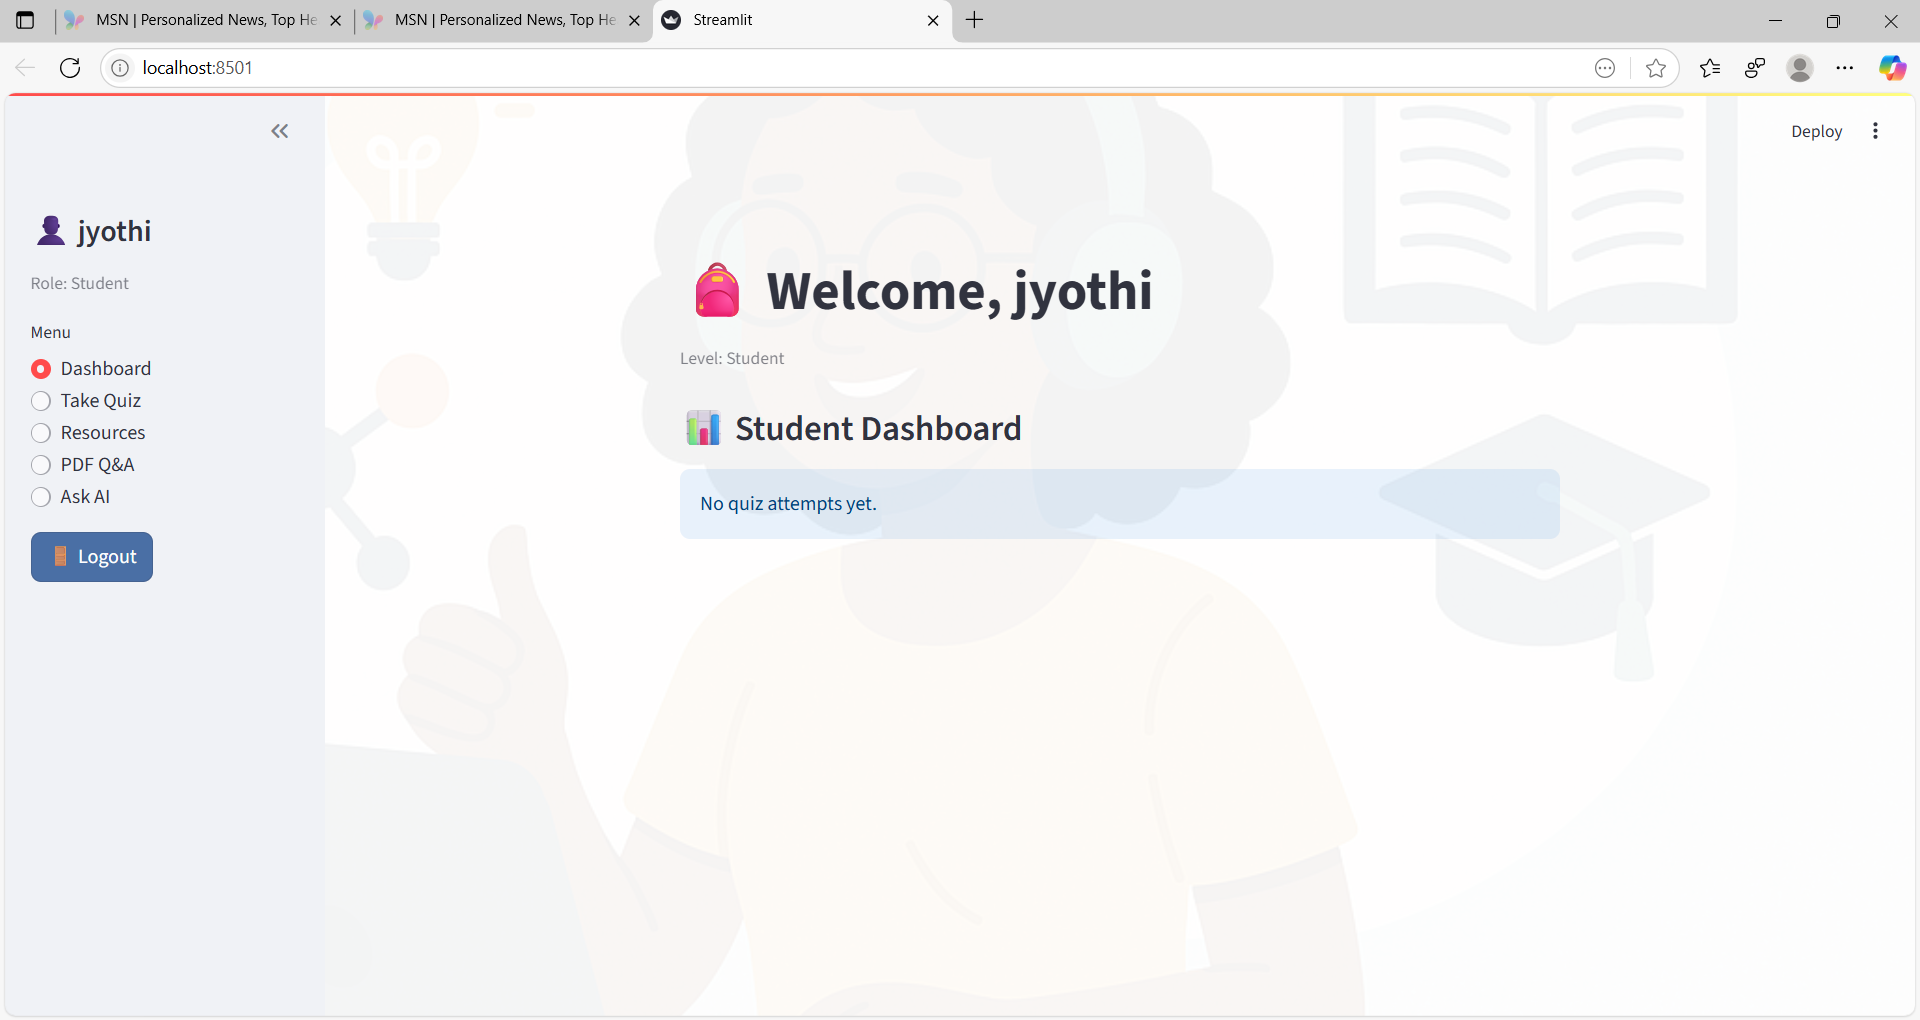 MSN | Personalized News, Top He
MSN | Personalized News, Top He
Streamlit
localhost:8501
Deploy
jyothi
Role: Student
Menu
Dashboard
Take Quiz
Resources
PDF Q&A
Ask AI
Logout
Welcome, jyothi
Level: Student
Student Dashboard
No quiz attempts yet.